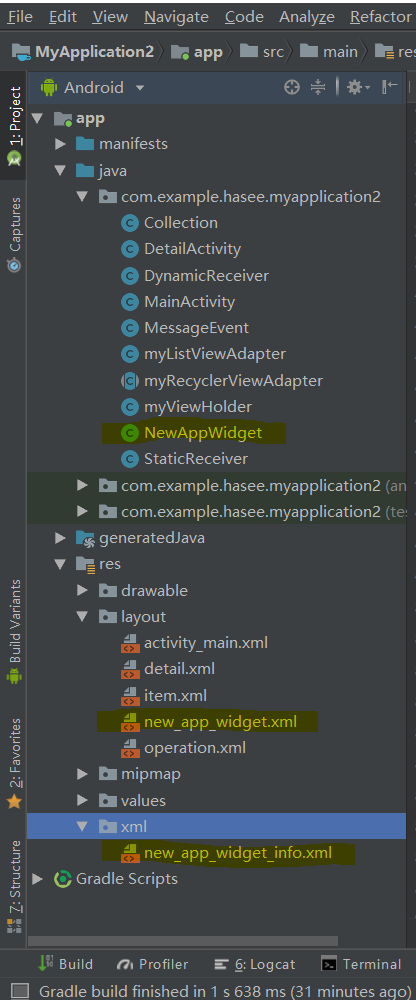 File Edit View Navigate Code Analyze Refactor
MyApplication2 app src main res
1: Project
Android
app
manifests
java
com.example.hasee.myapplication2
Captures
Collection
DetailActivity
DynamicReceiver
MainActivity
MessageEvent
myListViewAdapter
myRecyclerViewAdapter
myViewHolder
NewAppWidget
StaticReceiver
com.example.hasee.myapplication2 (an
com.example.hasee.myapplication2 (te
generatedJava
res
drawable
Build Variants
layout
activity_main.xml
detail.xml
item.xml
new_app_widget.xml
operation.xml
2: Favorites
mipmap
values
xml
new_app_widget_info.xml
7: Structure
Gradle Scripts
Build Profiler 6: Logcat Terminal
Gradle build finished in 1 s 638 ms (31 minutes ago)